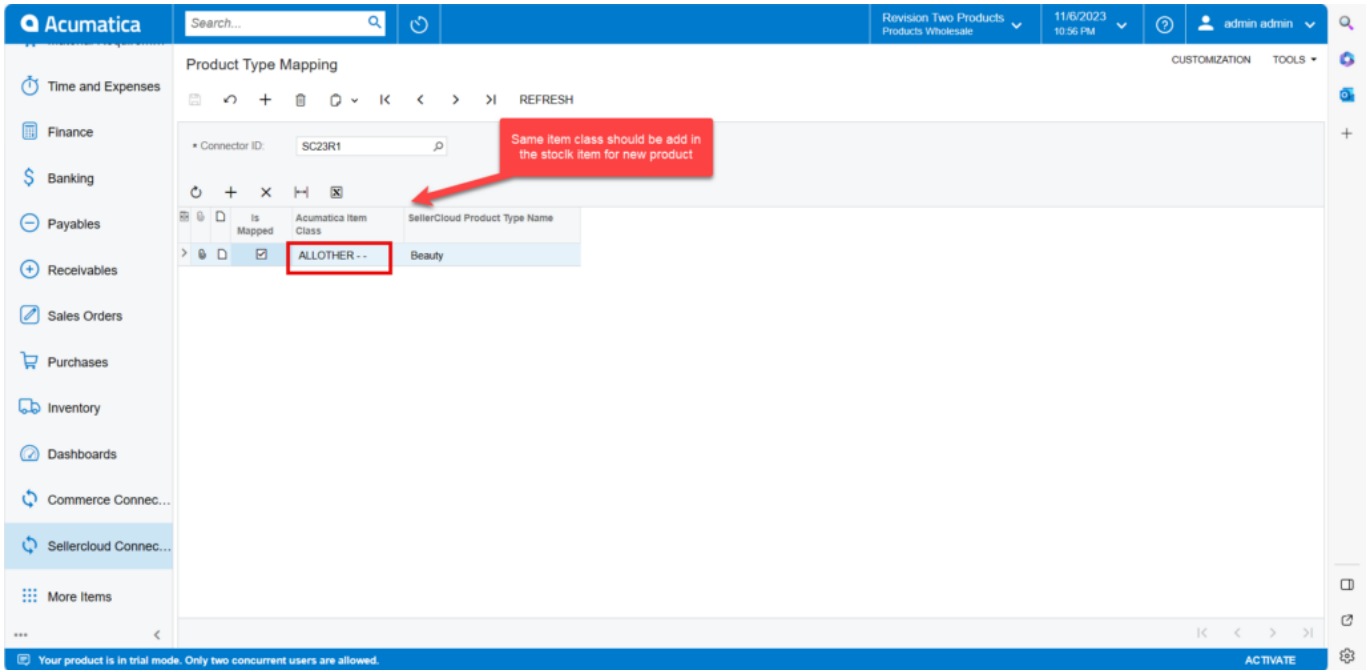 Acumatica
Search...
Revision Two Products
Products Wholesale
11/6/2023
10:56 PM
admin admin
Time and Expenses
Finance
Banking
Payables
Receivables
Sales Orders
Purchases
Inventory
Dashboards
Commerce Connec...
Sellercloud Connec...
More Items
Product Type Mapping
CUSTOMIZATION TOOLS
REFRESH
* Connector ID: SC23R1
Same item class should be add in
the stoclk item for new product
Is
Mapped
Acumatica Item
Class
SellerCloud Product Type Name
ALLOTHER - - Beauty
Your product is in trial mode. Only two concurrent users are allowed.
ACTIVATE